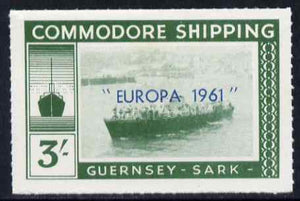 COMMODORE SHIPPING
"EUROPA 1961"
3/-
GUERNSEY - SARK -